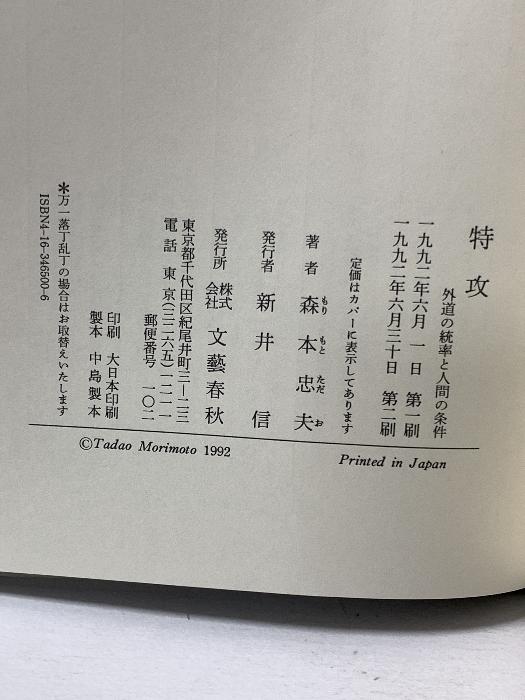 特攻
外道の統率と人間の条件
一九九二年六月 一 日 第一刷
一九九二年六月三十日 第二刷
定価はカバーに表示してあります
著者 森本忠夫
もり もと ただ お
発行者 新井 信
発行所 株式会社 文藝春秋
東京都千代田区紀尾井町三―二三
電話 東京(三二六五)一二一一
郵便番号 一〇二
印刷 大日本印刷
製本 中島製本
*万一落丁乱丁の場合はお取替えいたします
ISBN4-16-346500-6
©Tadao Morimoto 1992
Printed in Japan